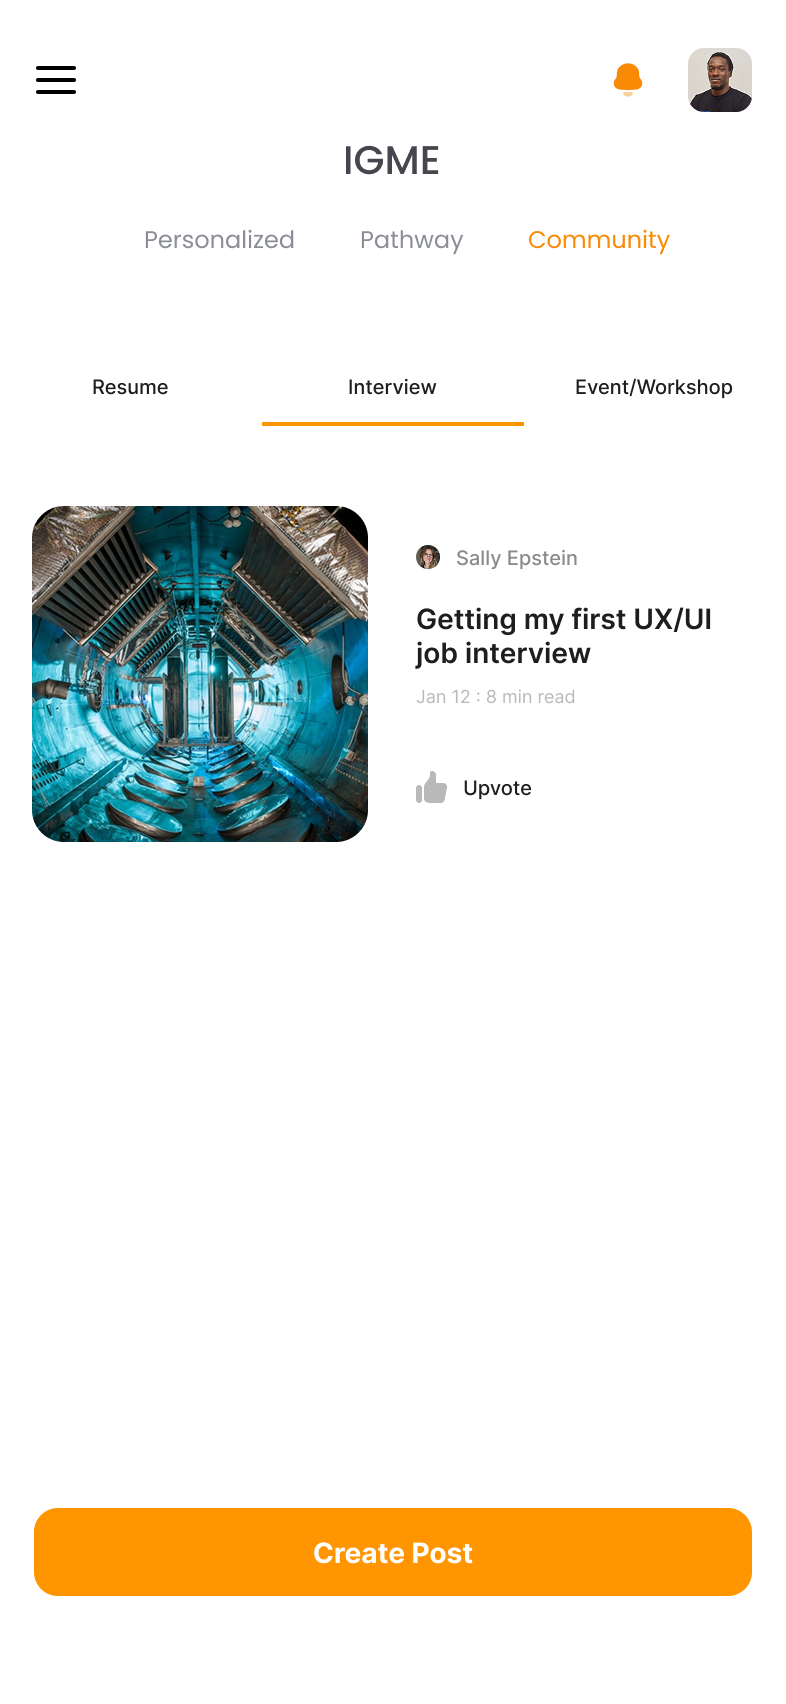 IGME
Personalized Pathway Community
Resume Interview Event/Workshop
Sally Epstein
Getting my first UX/UI
job interview
Jan 12 : 8 min read
Upvote
Create Post